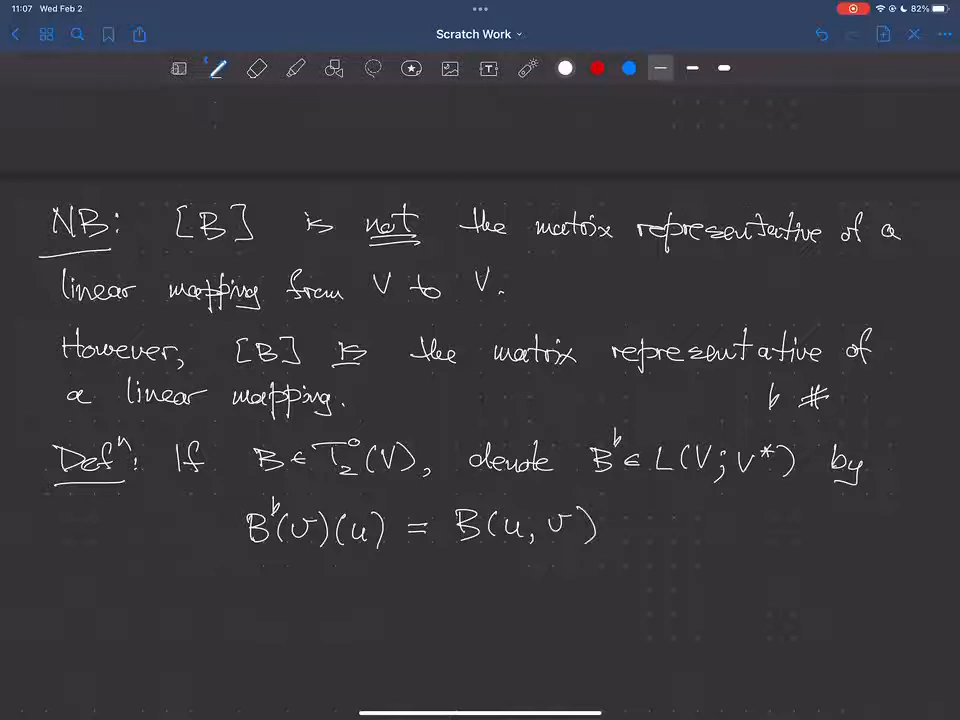 11:07 Wed Feb 2
82%
Scratch Work
NB: [B] is not the matrix representative of a
linear mapping from V to V.
However, [B] is the matrix representative of
a linear mapping. ♭ #
Defⁿ: If B ∈ T⁰₂(V), denote B♭ ∈ L(V; V*) by
B♭(v)(u) = B(u, v)